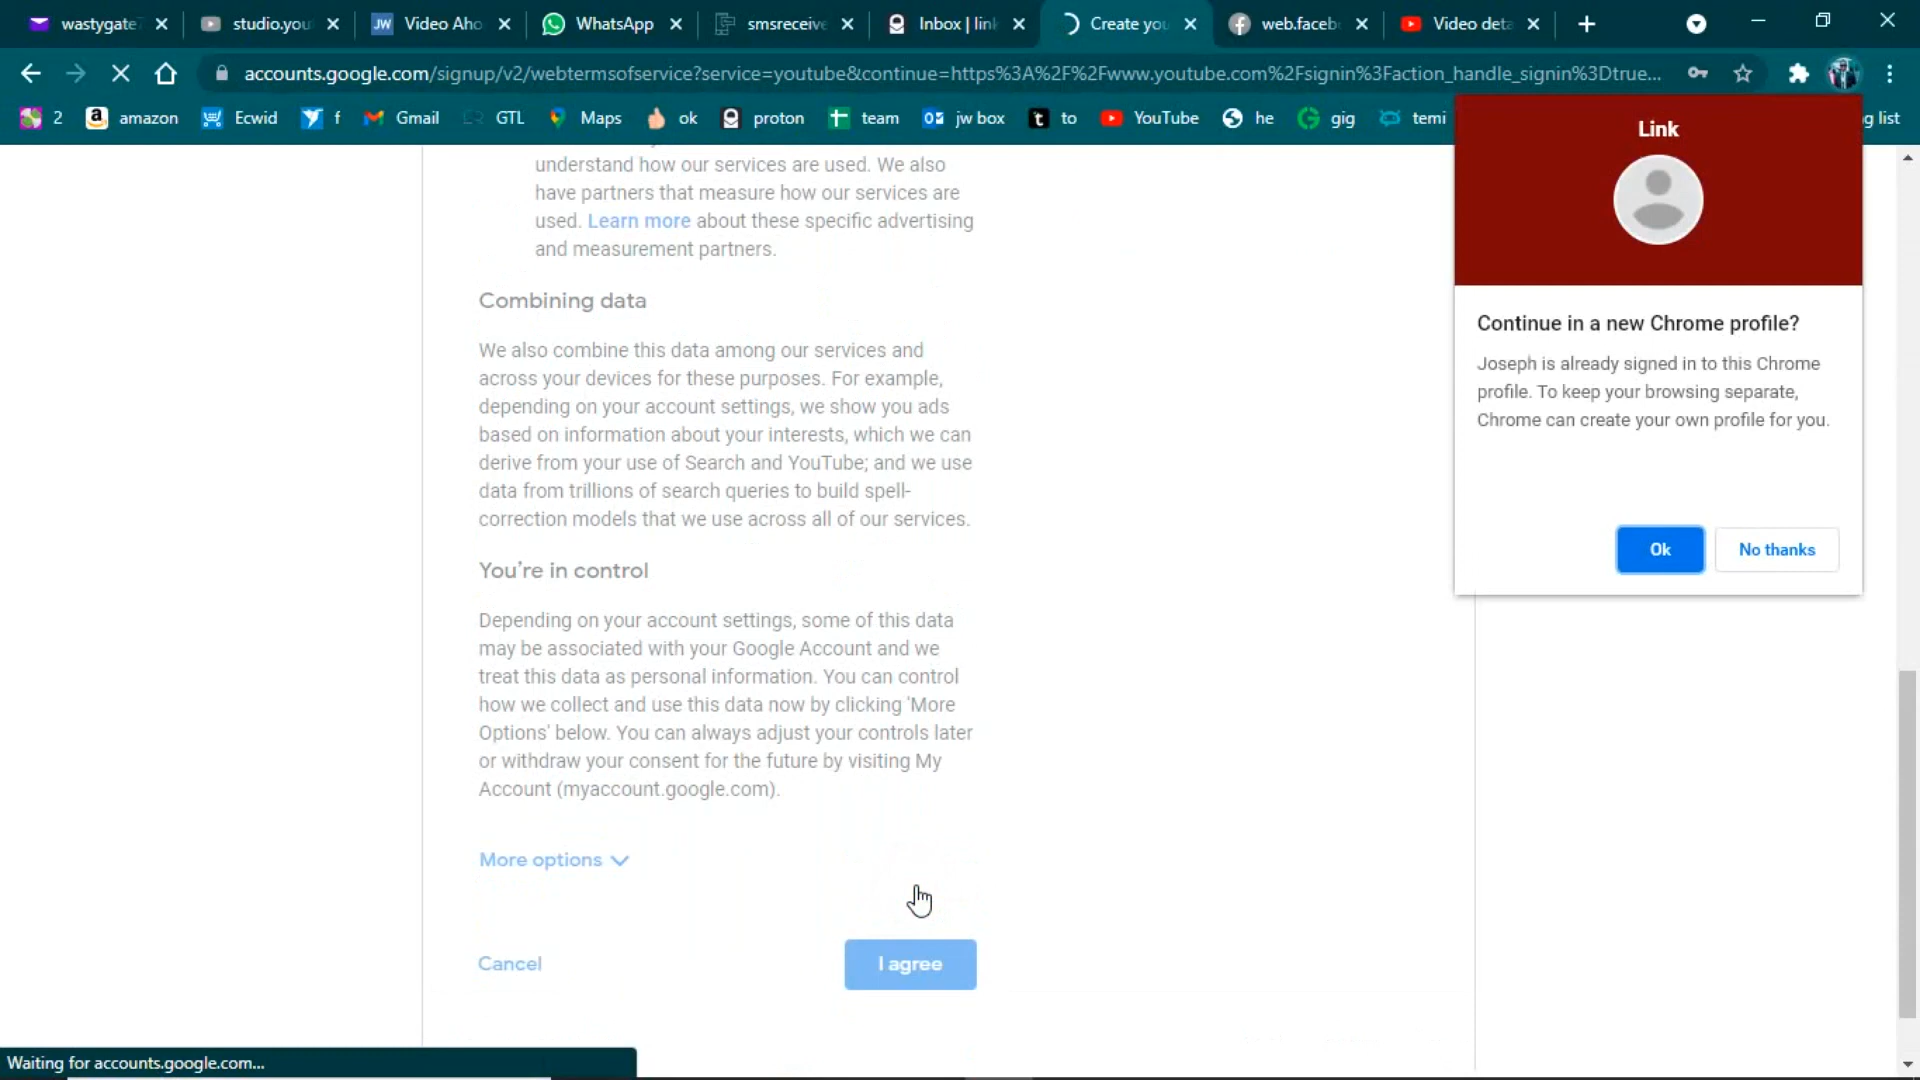 wastygate
studio.you
JW Video Aho
WhatsApp
smsreceive
Inbox | link
Create you
web.faceb
Video deta
accounts.google.com/signup/v2/webtermsofservice?service=youtube&continue=https%3A%2F%2Fwww.youtube.com%2Fsignin%3Faction_handle_signin%3Dtrue...
2
amazon
Ecwid
f
Gmail
GTL
Maps
ok
proton
team
jw box
to
YouTube
he
gig
temi
g list
understand how our services are used. We also
have partners that measure how our services are
used. Learn more about these specific advertising
and measurement partners.
Combining data
We also combine this data among our services and
across your devices for these purposes. For example,
depending on your account settings, we show you ads
based on information about your interests, which we can
derive from your use of Search and YouTube; and we use
data from trillions of search queries to build spell-
correction models that we use across all of our services.
You're in control
Depending on your account settings, some of this data
may be associated with your Google Account and we
treat this data as personal information. You can control
how we collect and use this data now by clicking 'More
Options' below. You can always adjust your controls later
or withdraw your consent for the future by visiting My
Account (myaccount.google.com).
More options
Cancel
I agree
Link
Continue in a new Chrome profile?
Joseph is already signed in to this Chrome
profile. To keep your browsing separate,
Chrome can create your own profile for you.
Ok
No thanks
Waiting for accounts.google.com...